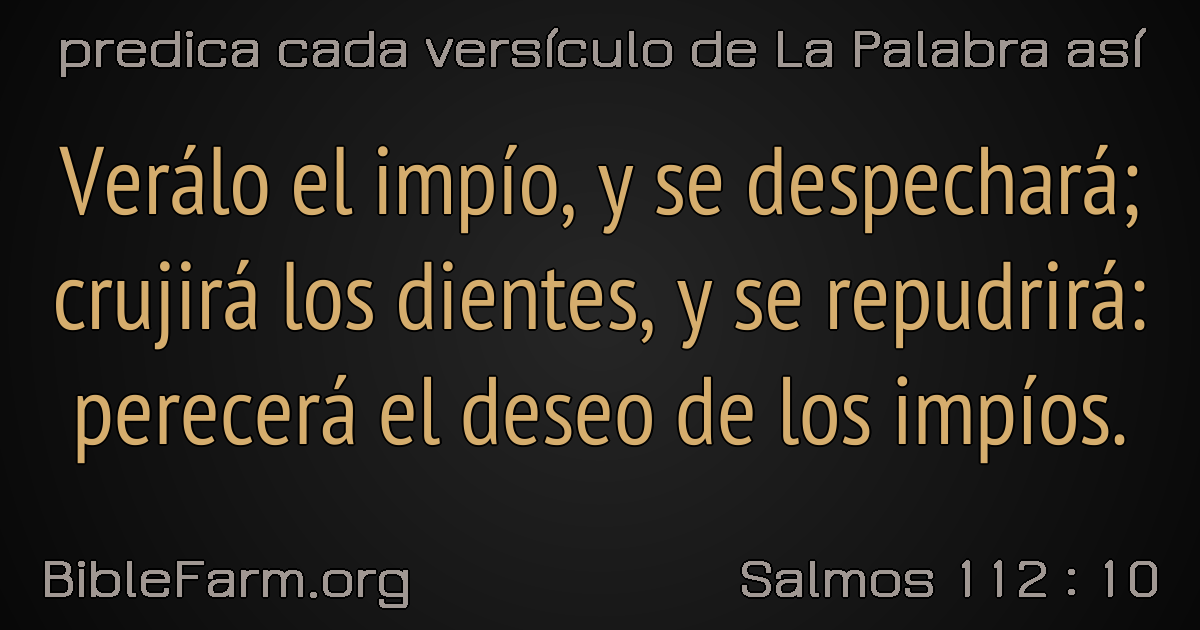 predica cada versículo de La Palabra así
Verálo el impío, y se despechará;
crujirá los dientes, y se repudrirá:
perecerá el deseo de los impíos.
BibleFarm.org
Salmos 112 : 10